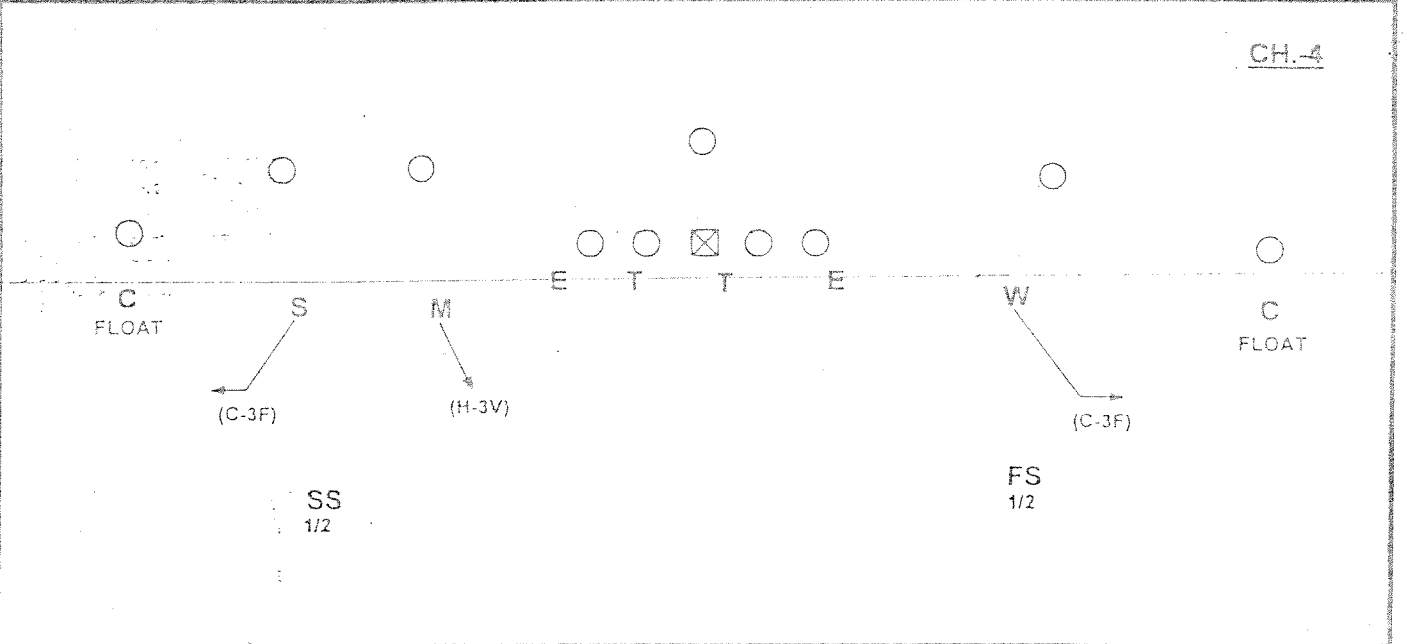 CH.-4
E T T E
C S M W C
FLOAT FLOAT
(C-3F) (H-3V) (C-3F)
SS FS
1/2 1/2